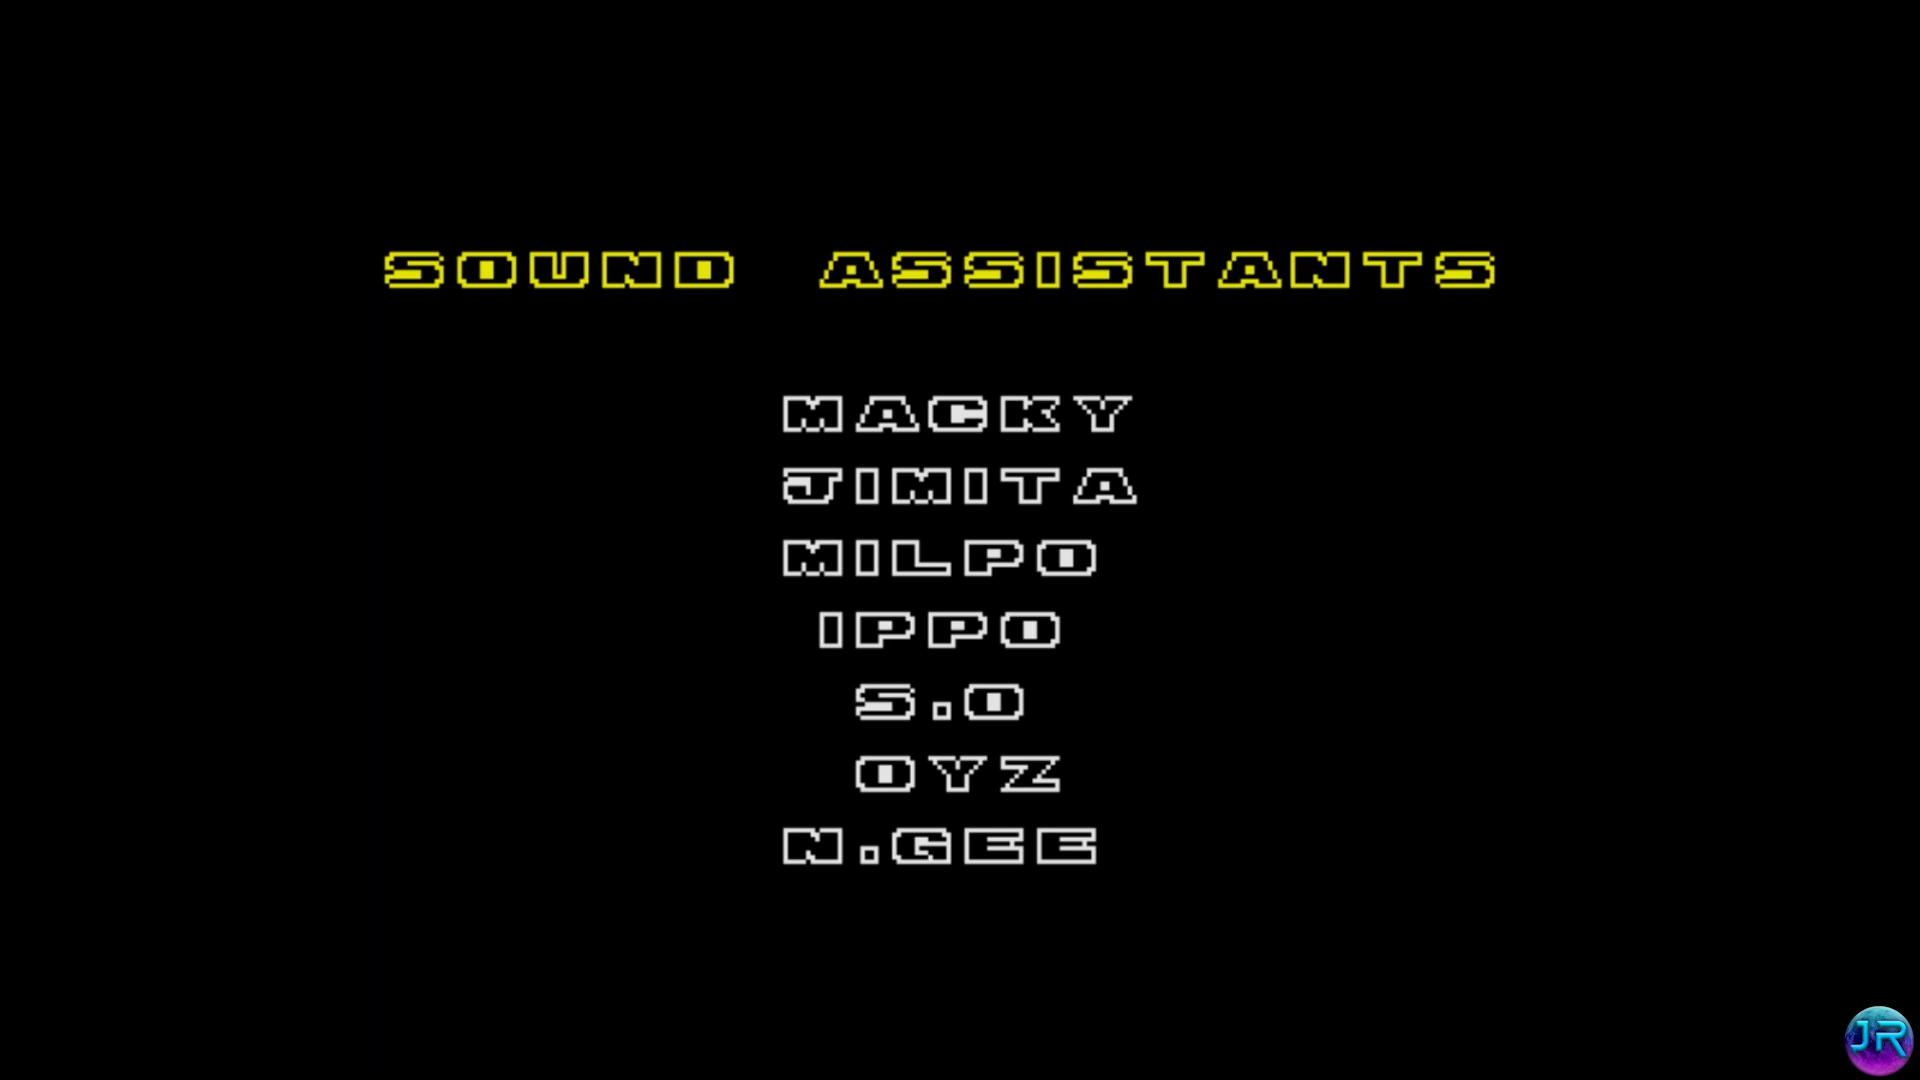 SOUND ASSISTANTS
MACKY
JIMITA
MILPO
IPPO
S.O
OYZ
N.GEE
JR